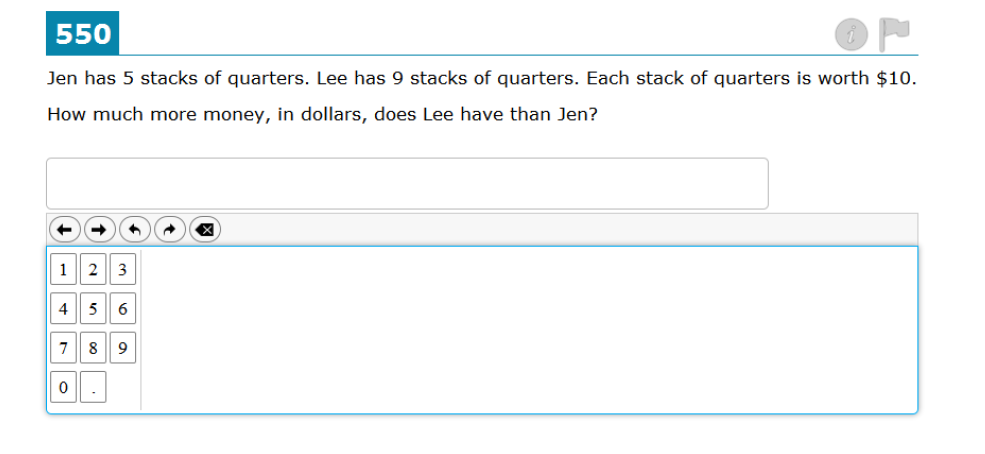 550
i
Jen has 5 stacks of quarters. Lee has 9 stacks of quarters. Each stack of quarters is worth $10.
How much more money, in dollars, does Lee have than Jen?
1 2 3
4 5 6
7 8 9
0 .